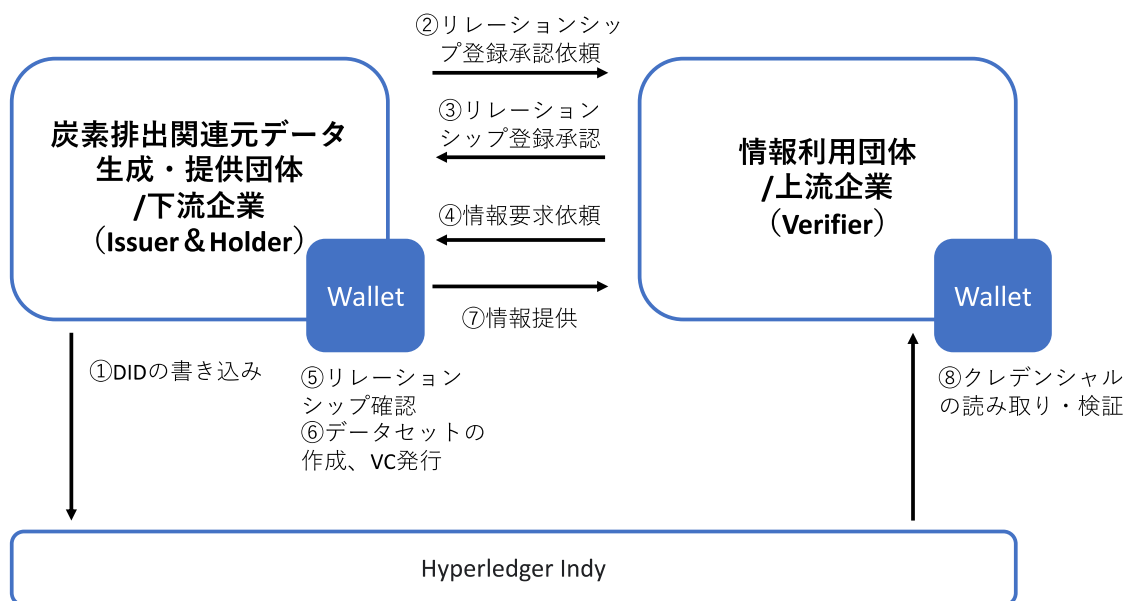 ②リレーションシッ
プ登録承認依頼
炭素排出関連元データ
生成・提供団体
/下流企業
（Issuer＆Holder）
③リレーション
シップ登録承認
情報利用団体
/上流企業
（Verifier）
④情報要求依頼
Wallet
Wallet
⑦情報提供
①DIDの書き込み
⑤リレーション
シップ確認
⑥データセットの
作成、VC発行
⑧クレデンシャル
の読み取り・検証
Hyperledger Indy